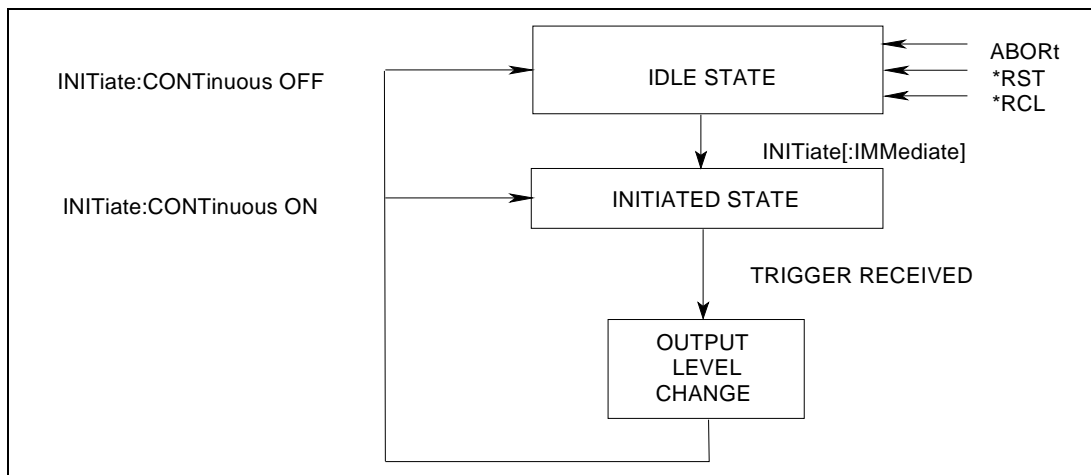 ABORt
INITiate:CONTinuous OFF
IDLE STATE
*RST
*RCL
INITiate[:IMMediate]
INITiate:CONTinuous ON
INITIATED STATE
TRIGGER RECEIVED
OUTPUT
LEVEL
CHANGE